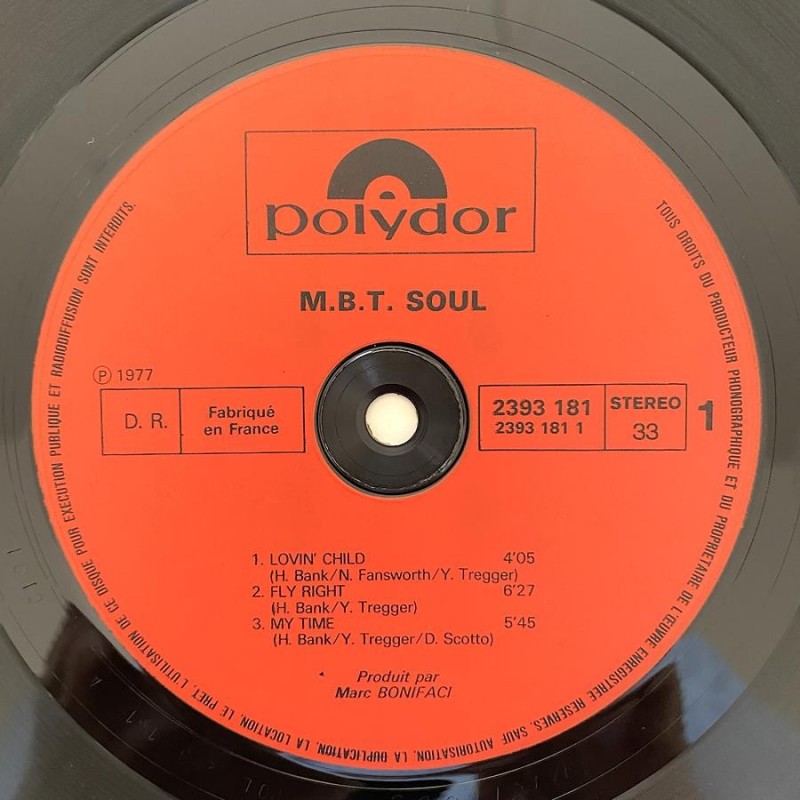 polydor
M.B.T. SOUL
℗ 1977
D. R.
Fabriqué
en France
2393 181
2393 181 1
STEREO
33
1
1. LOVIN' CHILD 4'05
(H. Bank/N. Fansworth/Y. Tregger)
2. FLY RIGHT 6'27
(H. Bank/Y. Tregger)
3. MY TIME 5'45
(H. Bank/Y. Tregger/D. Scotto)
Produit par
Marc BONIFACI
TOUS DROITS DU PRODUCTEUR PHONOGRAPHIQUE ET DU PROPRIETAIRE DE L'ŒUVRE ENREGISTREE RESERVES. SAUF AUTORISATION, LA DUPLICATION, LA LOCATION, LE PRET, L'UTILISATION DE CE DISQUE POUR EXECUTION PUBLIQUE ET RADIODIFFUSION SONT INTERDITS.